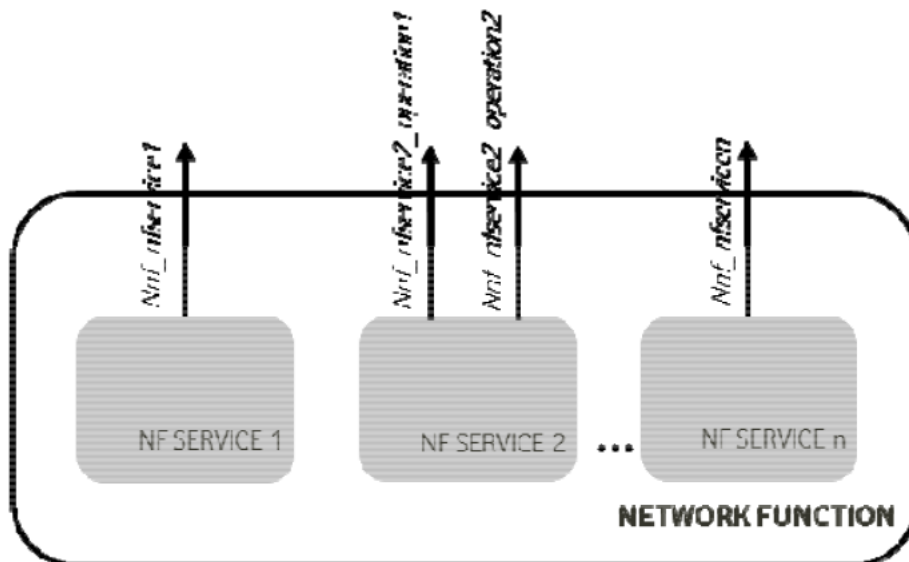 Nnf_nfservice1
Nnf_nfservice2_operation1
Nnf_nfservice2_operation2
Nnf_nfservicen
NF SERVICE 1
NF SERVICE 2
...
NF SERVICE n
NETWORK FUNCTION